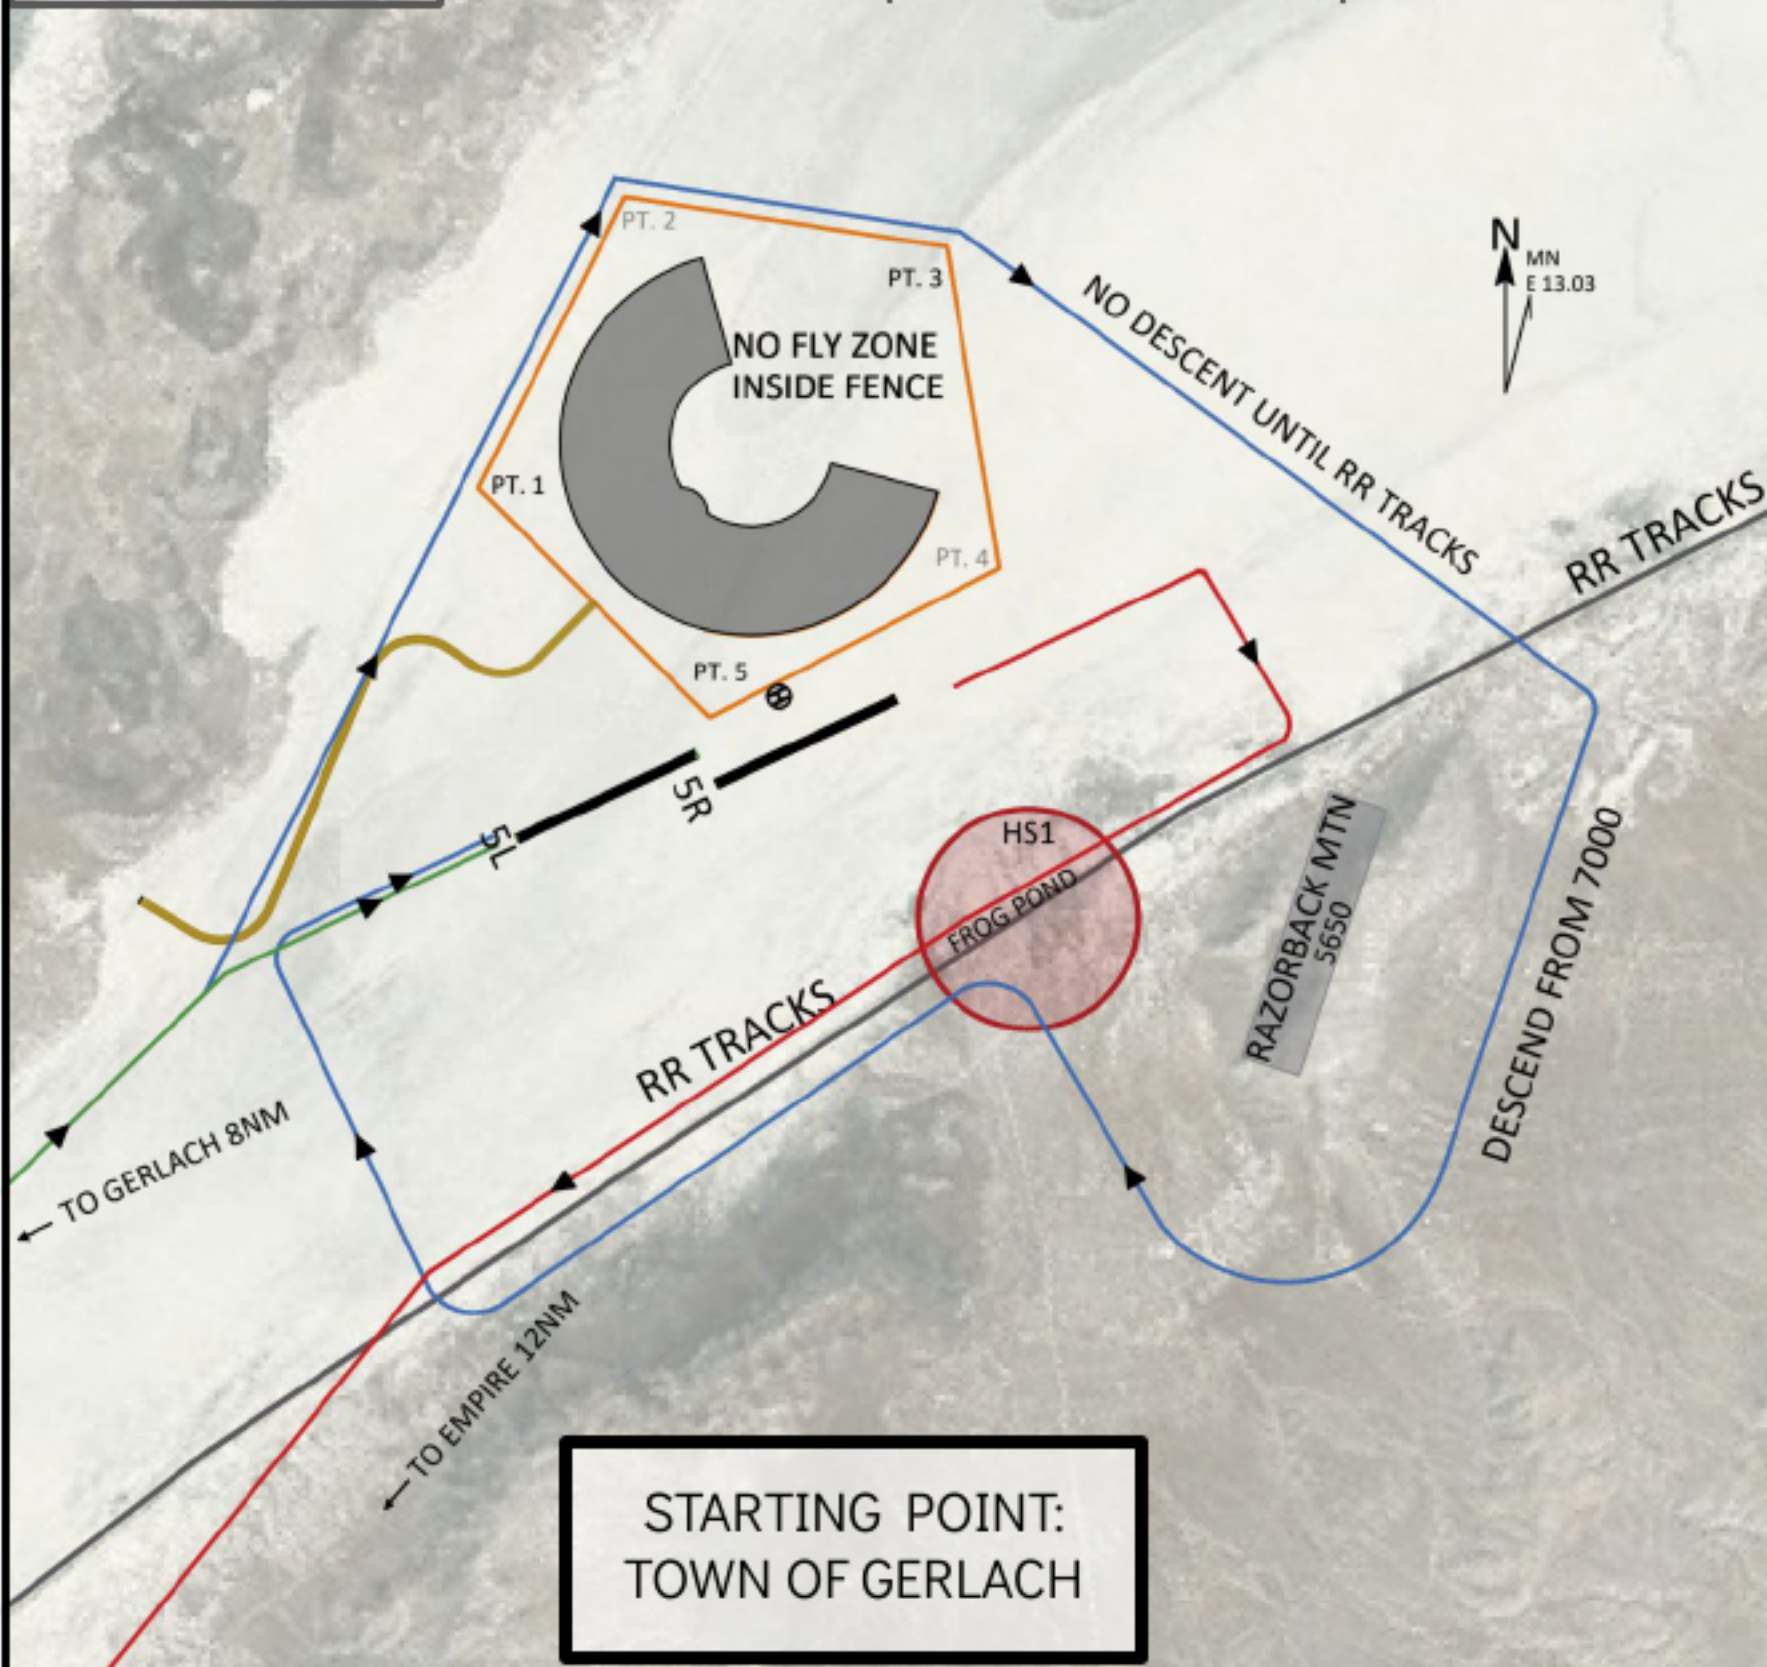 PT. 2
PT. 3
N
MN
E 13.03
NO FLY ZONE
INSIDE FENCE
NO DESCENT UNTIL RR TRACKS
PT. 1
PT. 4
RR TRACKS
PT. 5
5R
5L
HS1
FROG POND
RAZORBACK MTN
5650
DESCEND FROM 7000
RR TRACKS
← TO GERLACH 8NM
← TO EMPIRE 12NM
STARTING POINT:
TOWN OF GERLACH